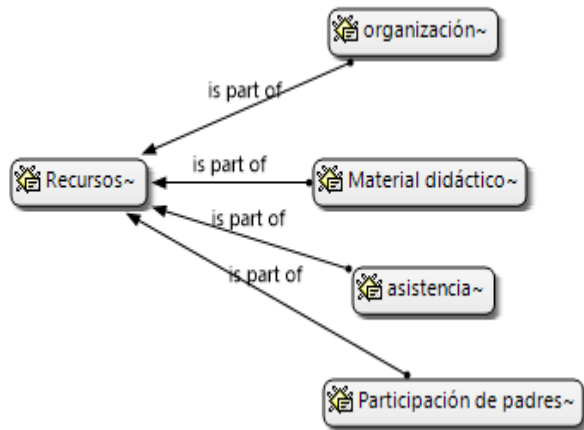 organización~
is part of
Recursos~
is part of
Material didáctico~
is part of
asistencia~
is part of
Participación de padres~